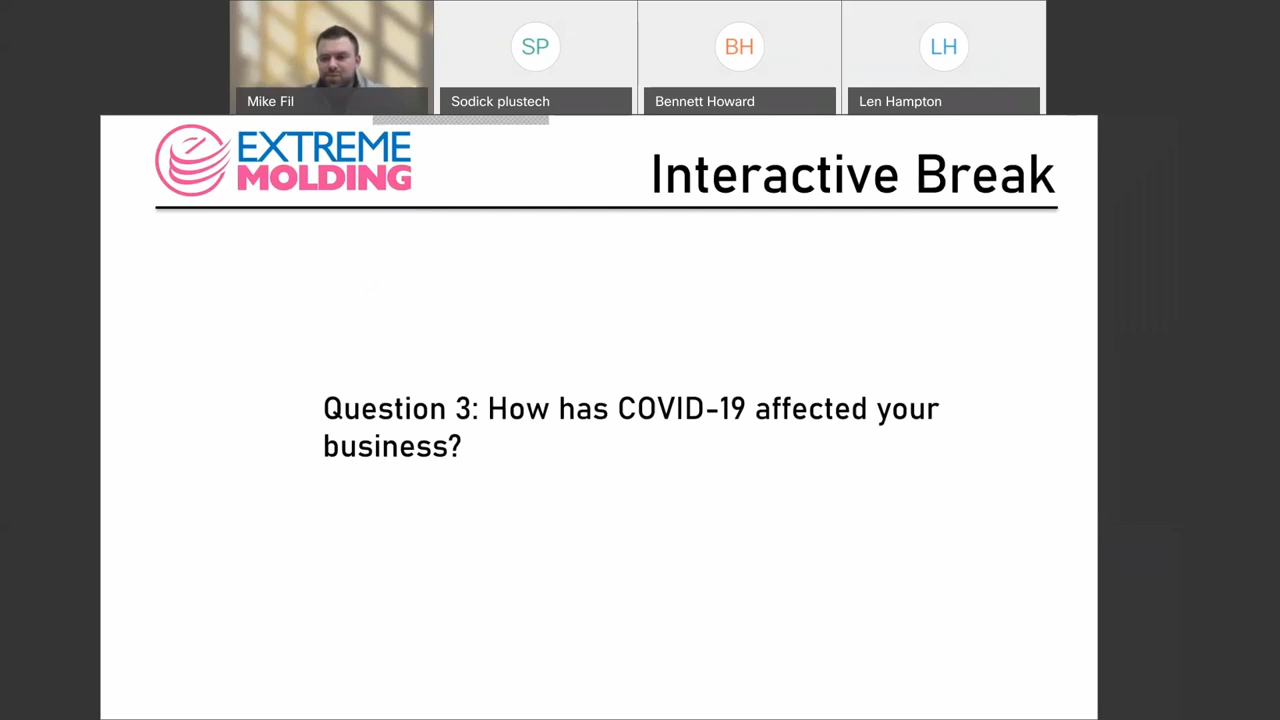 SP
BH
LH
Mike Fil
Sodick plustech
Bennett Howard
Len Hampton
EXTREME
MOLDING
Interactive Break
Question 3: How has COVID-19 affected your
business?